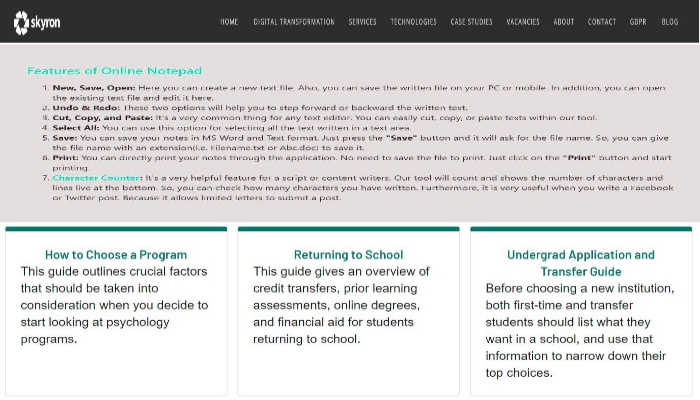 skyron
HOME DIGITAL TRANSFORMATION SERVICES TECHNOLOGIES CASE STUDIES VACANCIES ABOUT CONTACT GDPR BLOG
Features of Online Notepad
1. New, Save, Open: Here you can create a new text file. Also, you can save the written file on your PC or mobile. In addition, you can open
the existing text file and edit it here.
2. Undo & Redo: These two options will help you to step forward or backward the written text.
3. Cut, Copy, and Paste: It's a very common thing for any text editor. You can easily cut, copy, or paste texts within our tool.
4. Select All: You can use this option for selecting all the text written in a text area.
5. Save: You can save your notes in MS Word and Text format. Just press the "Save" button and it will ask for the file name. So, you can give
the file name with an extension(i.e. Filename.txt or Abc.doc) to save it.
6. Print: You can directly print your notes through the application. No need to save the file to print. Just click on the "Print" button and start
printing.
7. Character Counter: It's a very helpful feature for a script or content writers. Our tool will count and shows the number of characters and
lines live at the bottom. So, you can check how many characters you have written. Furthermore, it is very useful when you write a Facebook
or Twitter post. Because it allows limited letters to submit a post.
How to Choose a Program
This guide outlines crucial factors
that should be taken into
consideration when you decide to
start looking at psychology
programs.
Returning to School
This guide gives an overview of
credit transfers, prior learning
assessments, online degrees,
and financial aid for students
returning to school.
Undergrad Application and
Transfer Guide
Before choosing a new institution,
both first-time and transfer
students should list what they
want in a school, and use that
information to narrow down their
top choices.